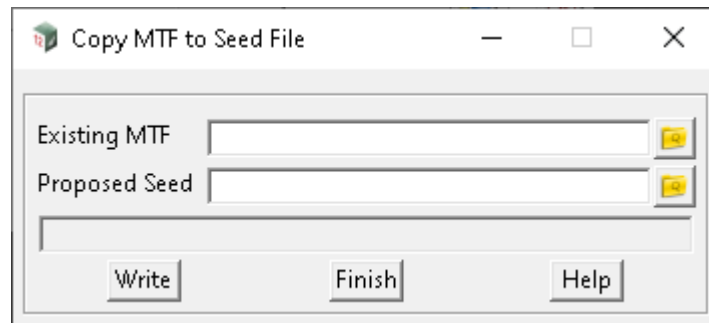 Copy MTF to Seed File
Existing MTF
Proposed Seed
Write Finish Help